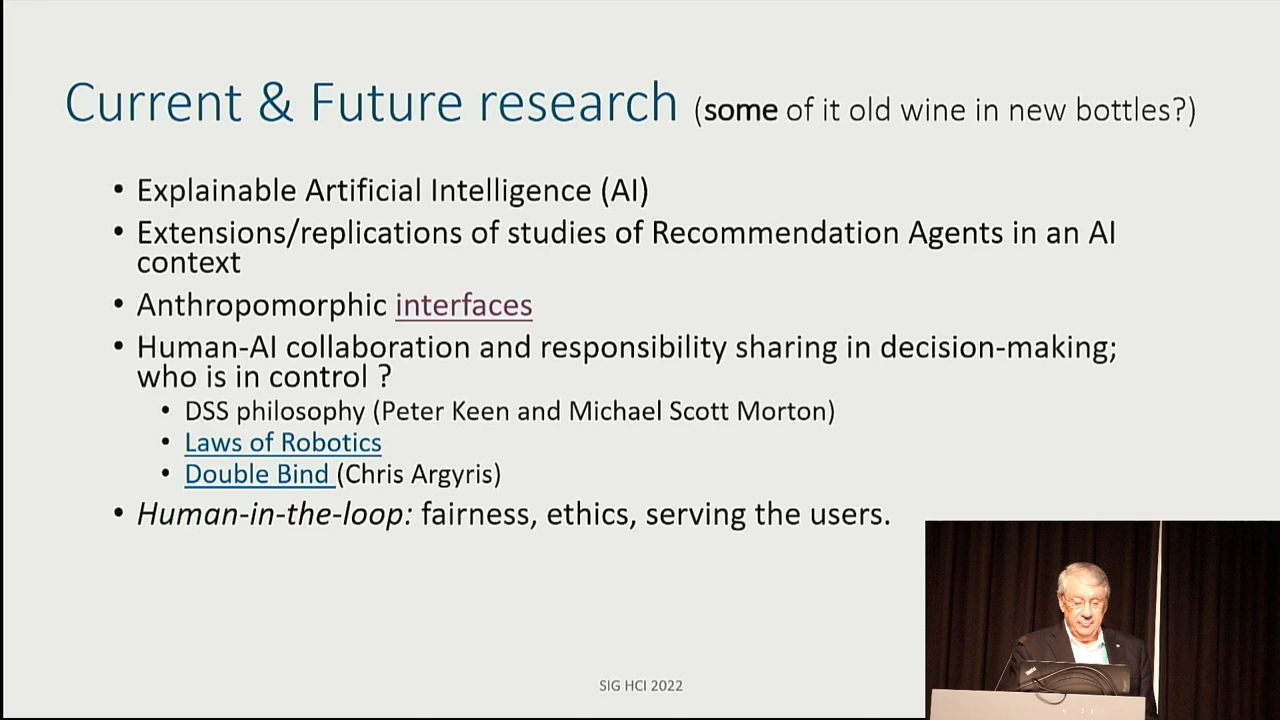 Current & Future research (some of it old wine in new bottles?)
• Explainable Artificial Intelligence (AI)
• Extensions/replications of studies of Recommendation Agents in an AI
context
• Anthropomorphic interfaces
• Human-AI collaboration and responsibility sharing in decision-making;
who is in control ?
• DSS philosophy (Peter Keen and Michael Scott Morton)
• Laws of Robotics
• Double Bind (Chris Argyris)
• Human-in-the-loop: fairness, ethics, serving the users.
SIG HCI 2022